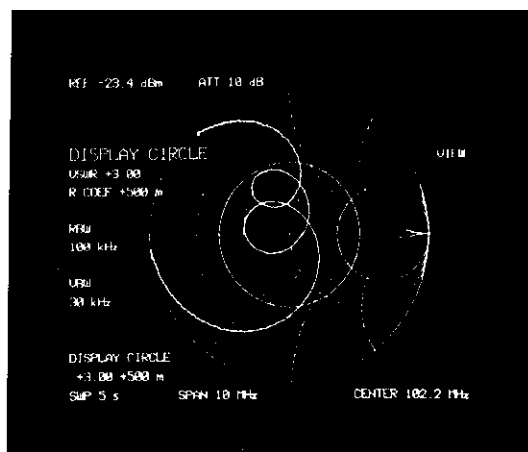 REF -23.4 dBm ATT 10 dB
DISPLAY CIRCLE
VIEW
VSWR +3.00
R COEF +500 m
RBW
100 kHz
VBW
30 kHz
DISPLAY CIRCLE
+3.00 +500 m
SWP 5 s SPAN 10 MHz CENTER 102.2 MHz